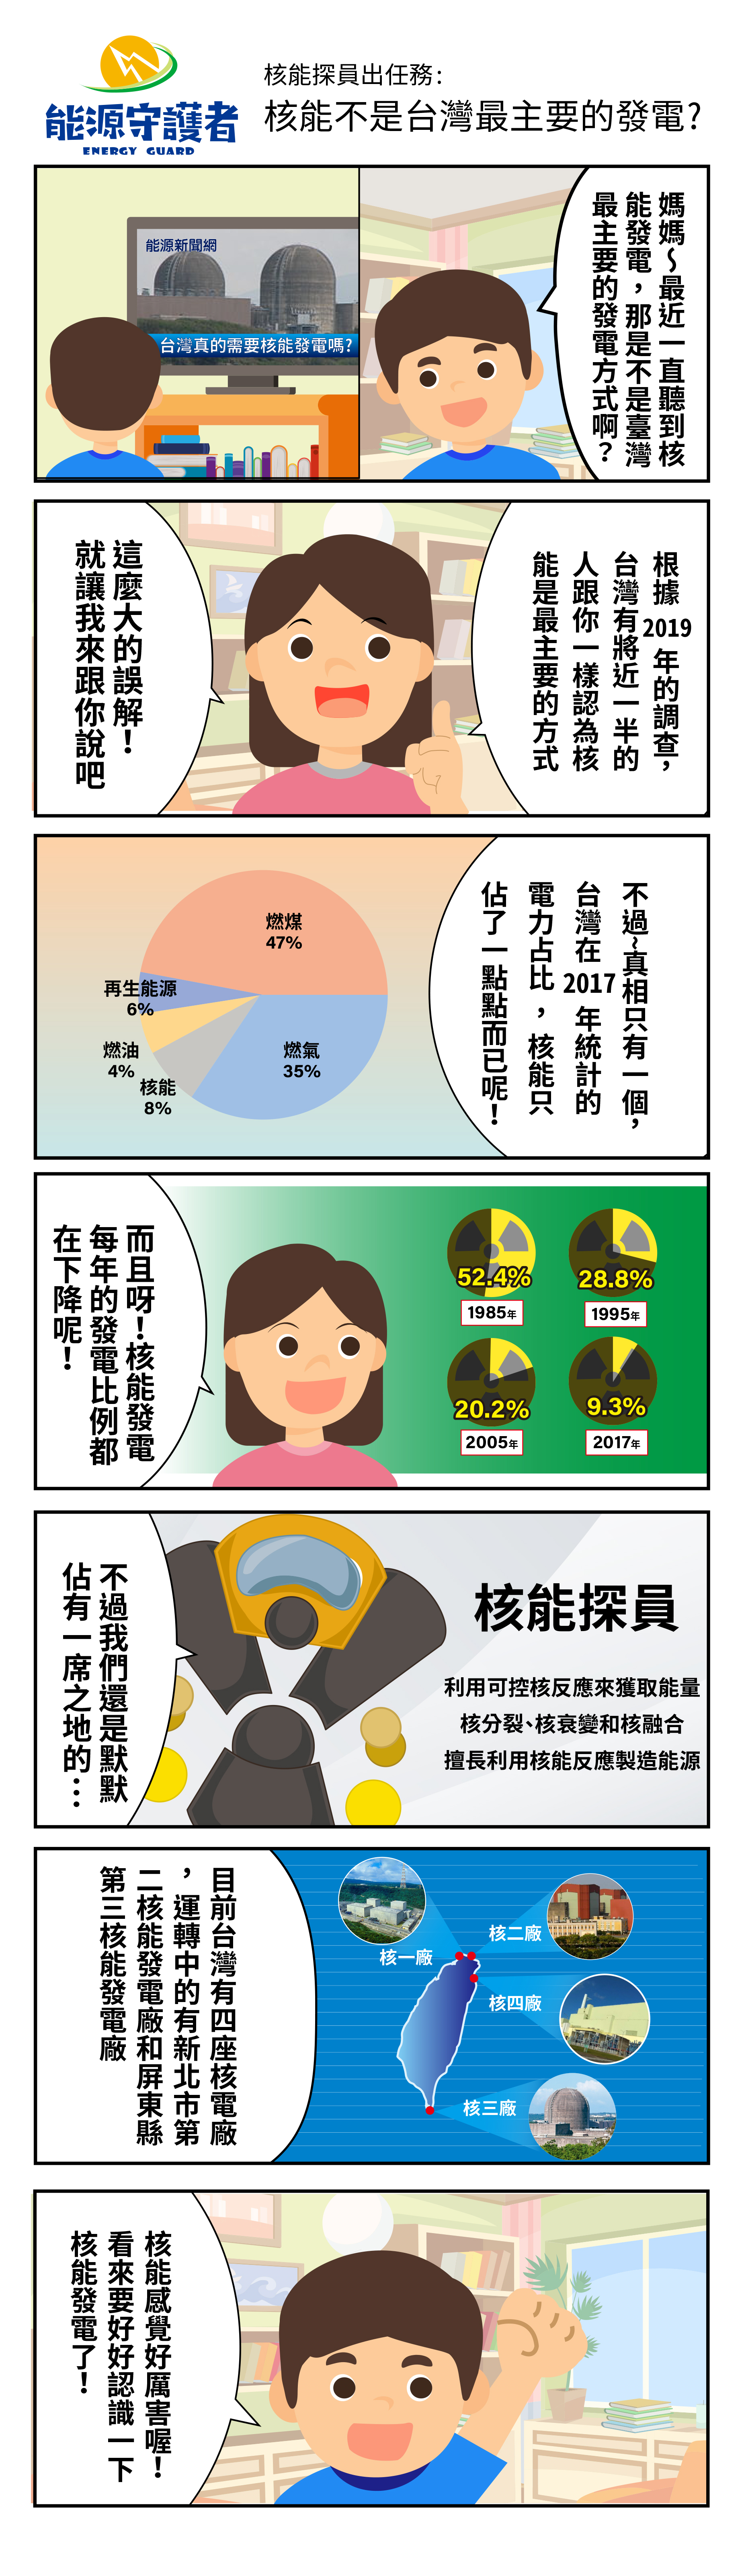 能源守護者
ENERGY GUARD
核能探員出任務：
核能不是台灣最主要的發電?
能源新聞網
台灣真的需要核能發電嗎?
媽媽~最近一直聽到核
能發電，那是不是臺灣
最主要的發電方式啊？
這麼大的誤解！
就讓我來跟你說吧
根據2019年的調查，
台灣有將近一半的
人跟你一樣認為核
能是最主要的方式
燃煤
47%
再生能源
6%
燃油
4%
核能
8%
燃氣
35%
不過~真相只有一個，
台灣在2017年統計的
電力占比，核能只
佔了一點點而已呢！
而且呀！核能發電
每年的發電比例都
在下降呢！
52.4%
1985年
28.8%
1995年
20.2%
2005年
9.3%
2017年
不過我們還是默默
佔有一席之地的…
核能探員
利用可控核反應來獲取能量
核分裂、核衰變和核融合
擅長利用核能反應製造能源
目前台灣有四座核電廠
，運轉中的有新北市第
二核能發電廠和屏東縣
第三核能發電廠
核一廠
核二廠
核四廠
核三廠
核能感覺好厲害喔！
看來要好好認識一下
核能發電了！